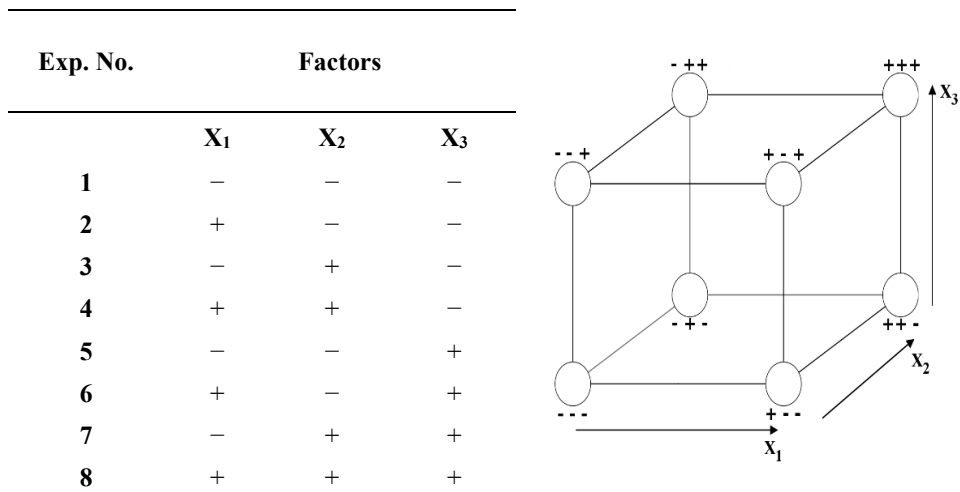 Exp. No. Factors
X₁ X₂ X₃
1 − − −
2 + − −
3 − + −
4 + + −
5 − − +
6 + − +
7 − + +
8 + + +
- + +
+ + +
X₃
- - +
+ - +
- + -
+ + -
X₂
- - -
+ - -
X₁